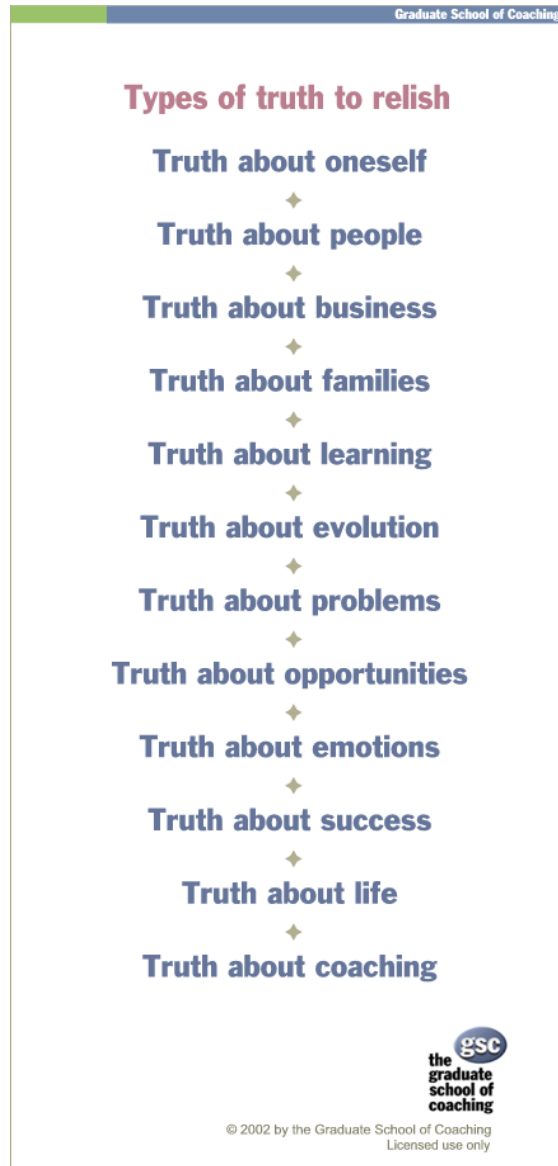 Graduate School of Coaching
Types of truth to relish
Truth about oneself
Truth about people
Truth about business
Truth about families
Truth about learning
Truth about evolution
Truth about problems
Truth about opportunities
Truth about emotions
Truth about success
Truth about life
Truth about coaching
gsc
the
graduate
school of
coaching
© 2002 by the Graduate School of Coaching
Licensed use only